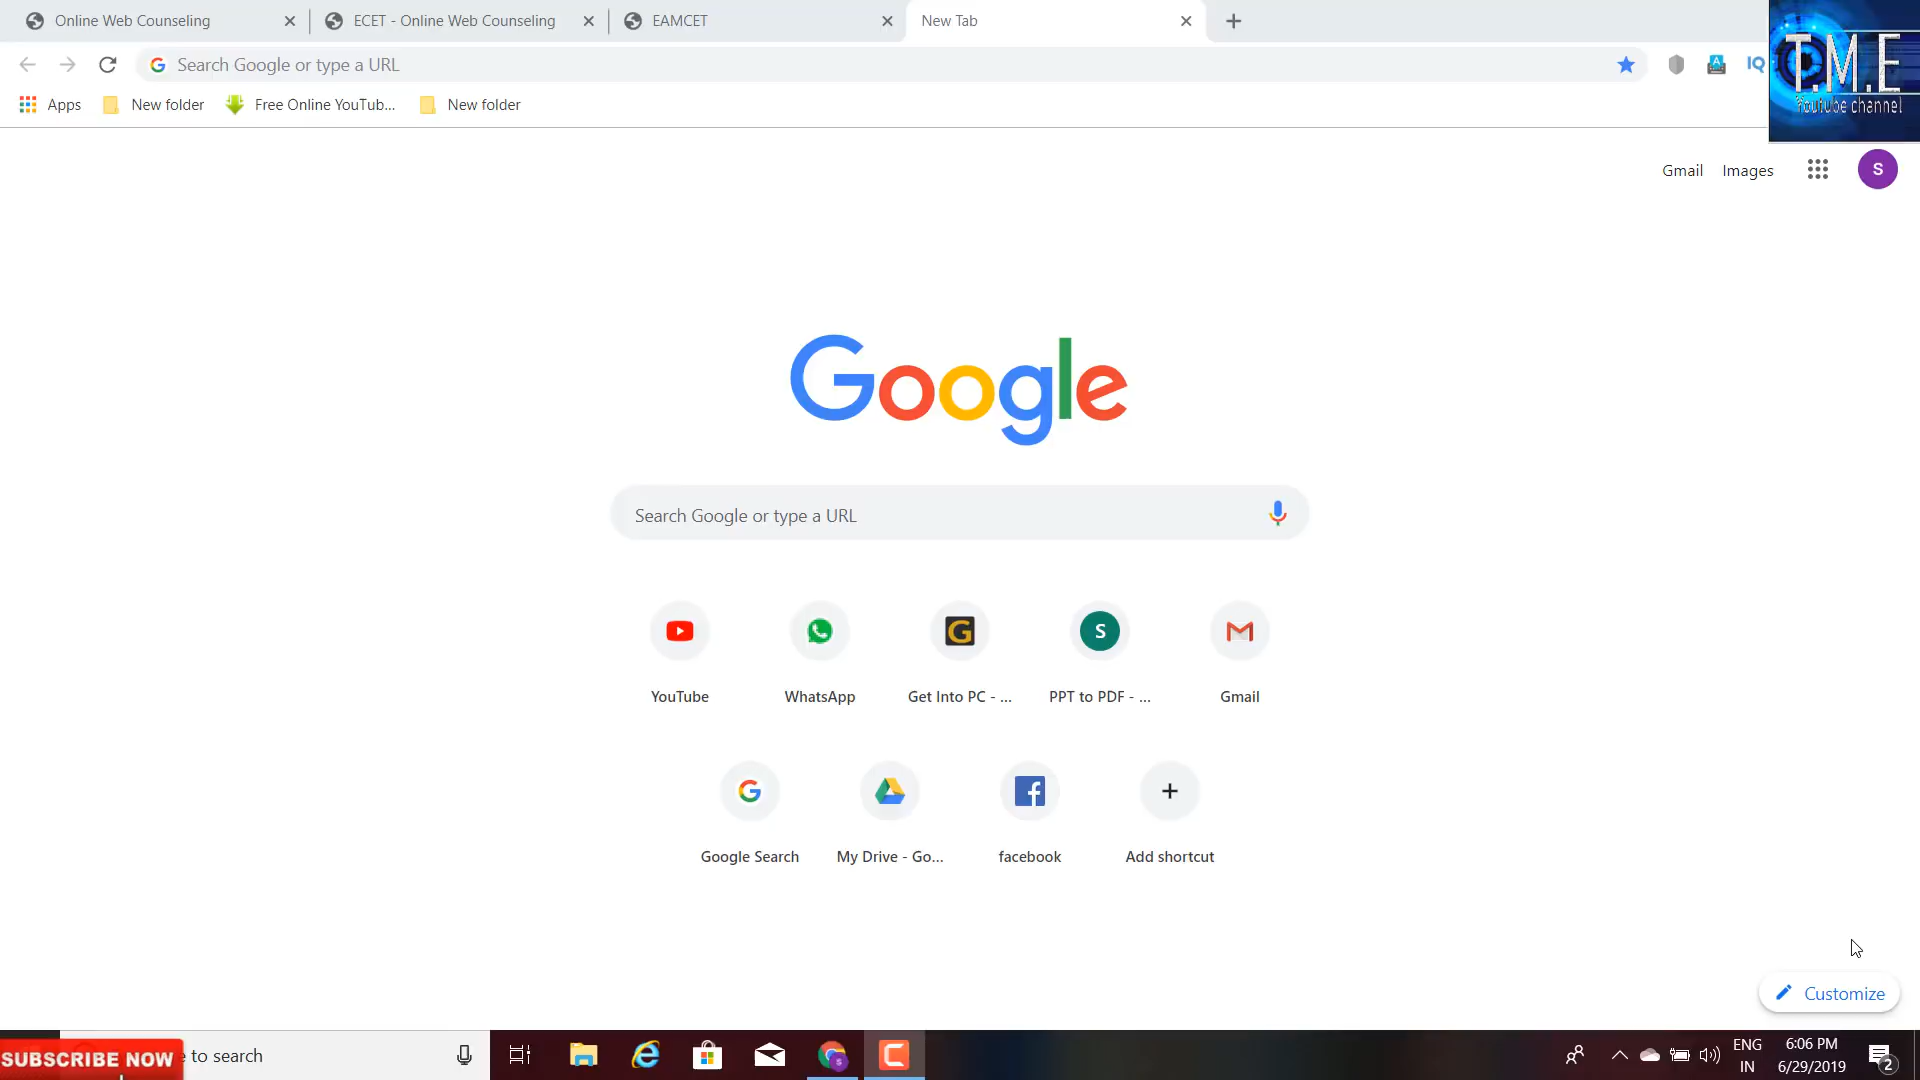 Online Web Counseling
ECET - Online Web Counseling
EAMCET
New Tab
Search Google or type a URL
IQ
T.M.E
Youtube channel
Apps
New folder
Free Online YouTub...
New folder
Gmail
Images
S
Google
Search Google or type a URL
YouTube
WhatsApp
Get Into PC - ...
PPT to PDF - ...
Gmail
Google Search
My Drive - Go...
facebook
Add shortcut
Customize
SUBSCRIBE NOW
to search
ENG
IN
6:06 PM
6/29/2019
2